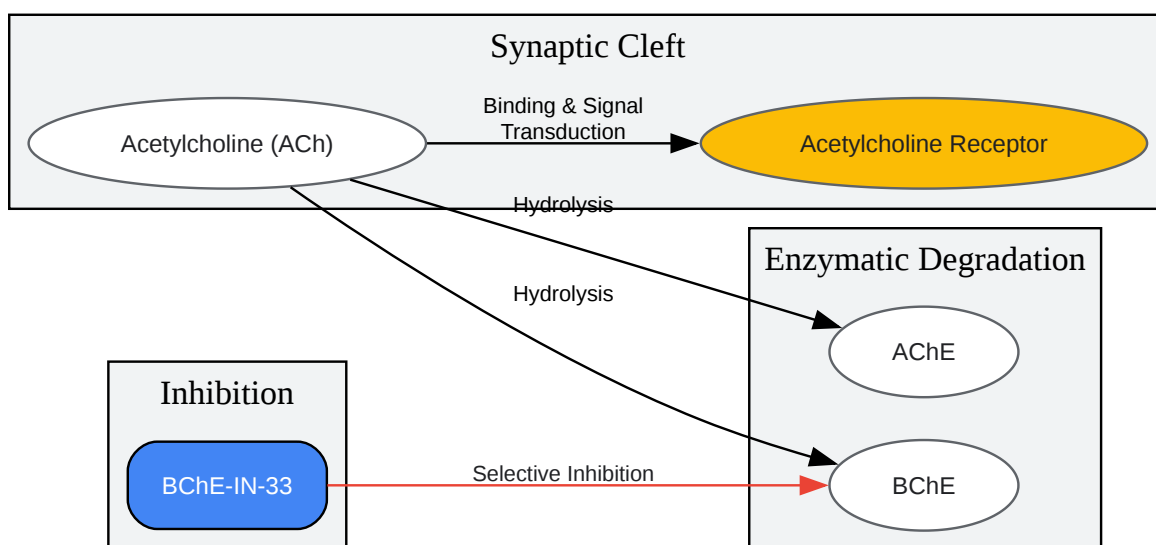 Synaptic Cleft
Binding & Signal
Transduction
Acetylcholine (ACh)
Acetylcholine Receptor
Hydrolysis
Enzymatic Degradation
Hydrolysis
AChE
Inhibition
BChE-IN-33
Selective Inhibition
BChE